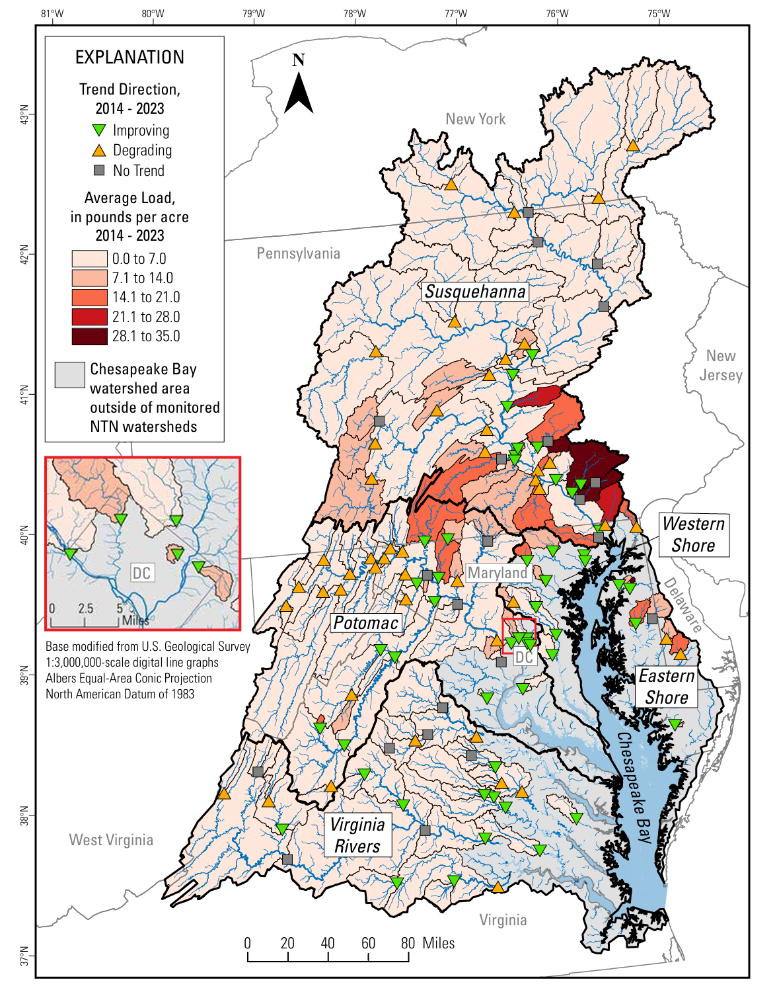 81°W 80°W 79°W 78°W 77°W 76°W 75°W
43°N
42°N
41°N
40°N
39°N
38°N
37°N
EXPLANATION
Trend Direction,
2014 - 2023
Improving
Degrading
No Trend
Average Load,
in pounds per acre
2014 - 2023
0.0 to 7.0
7.1 to 14.0
14.1 to 21.0
21.1 to 28.0
28.1 to 35.0
Chesapeake Bay
watershed area
outside of monitored
NTN watersheds
N
New York
Pennsylvania
Susquehanna
New
Jersey
Western
Shore
Maryland
Delaware
Potomac
DC
Eastern
Shore
Chesapeake Bay
Virginia
Rivers
West Virginia
Virginia
DC
0 2.5 5
Miles
Base modified from U.S. Geological Survey
1:3,000,000-scale digital line graphs
Albers Equal-Area Conic Projection
North American Datum of 1983
0 20 40 60 80 Miles